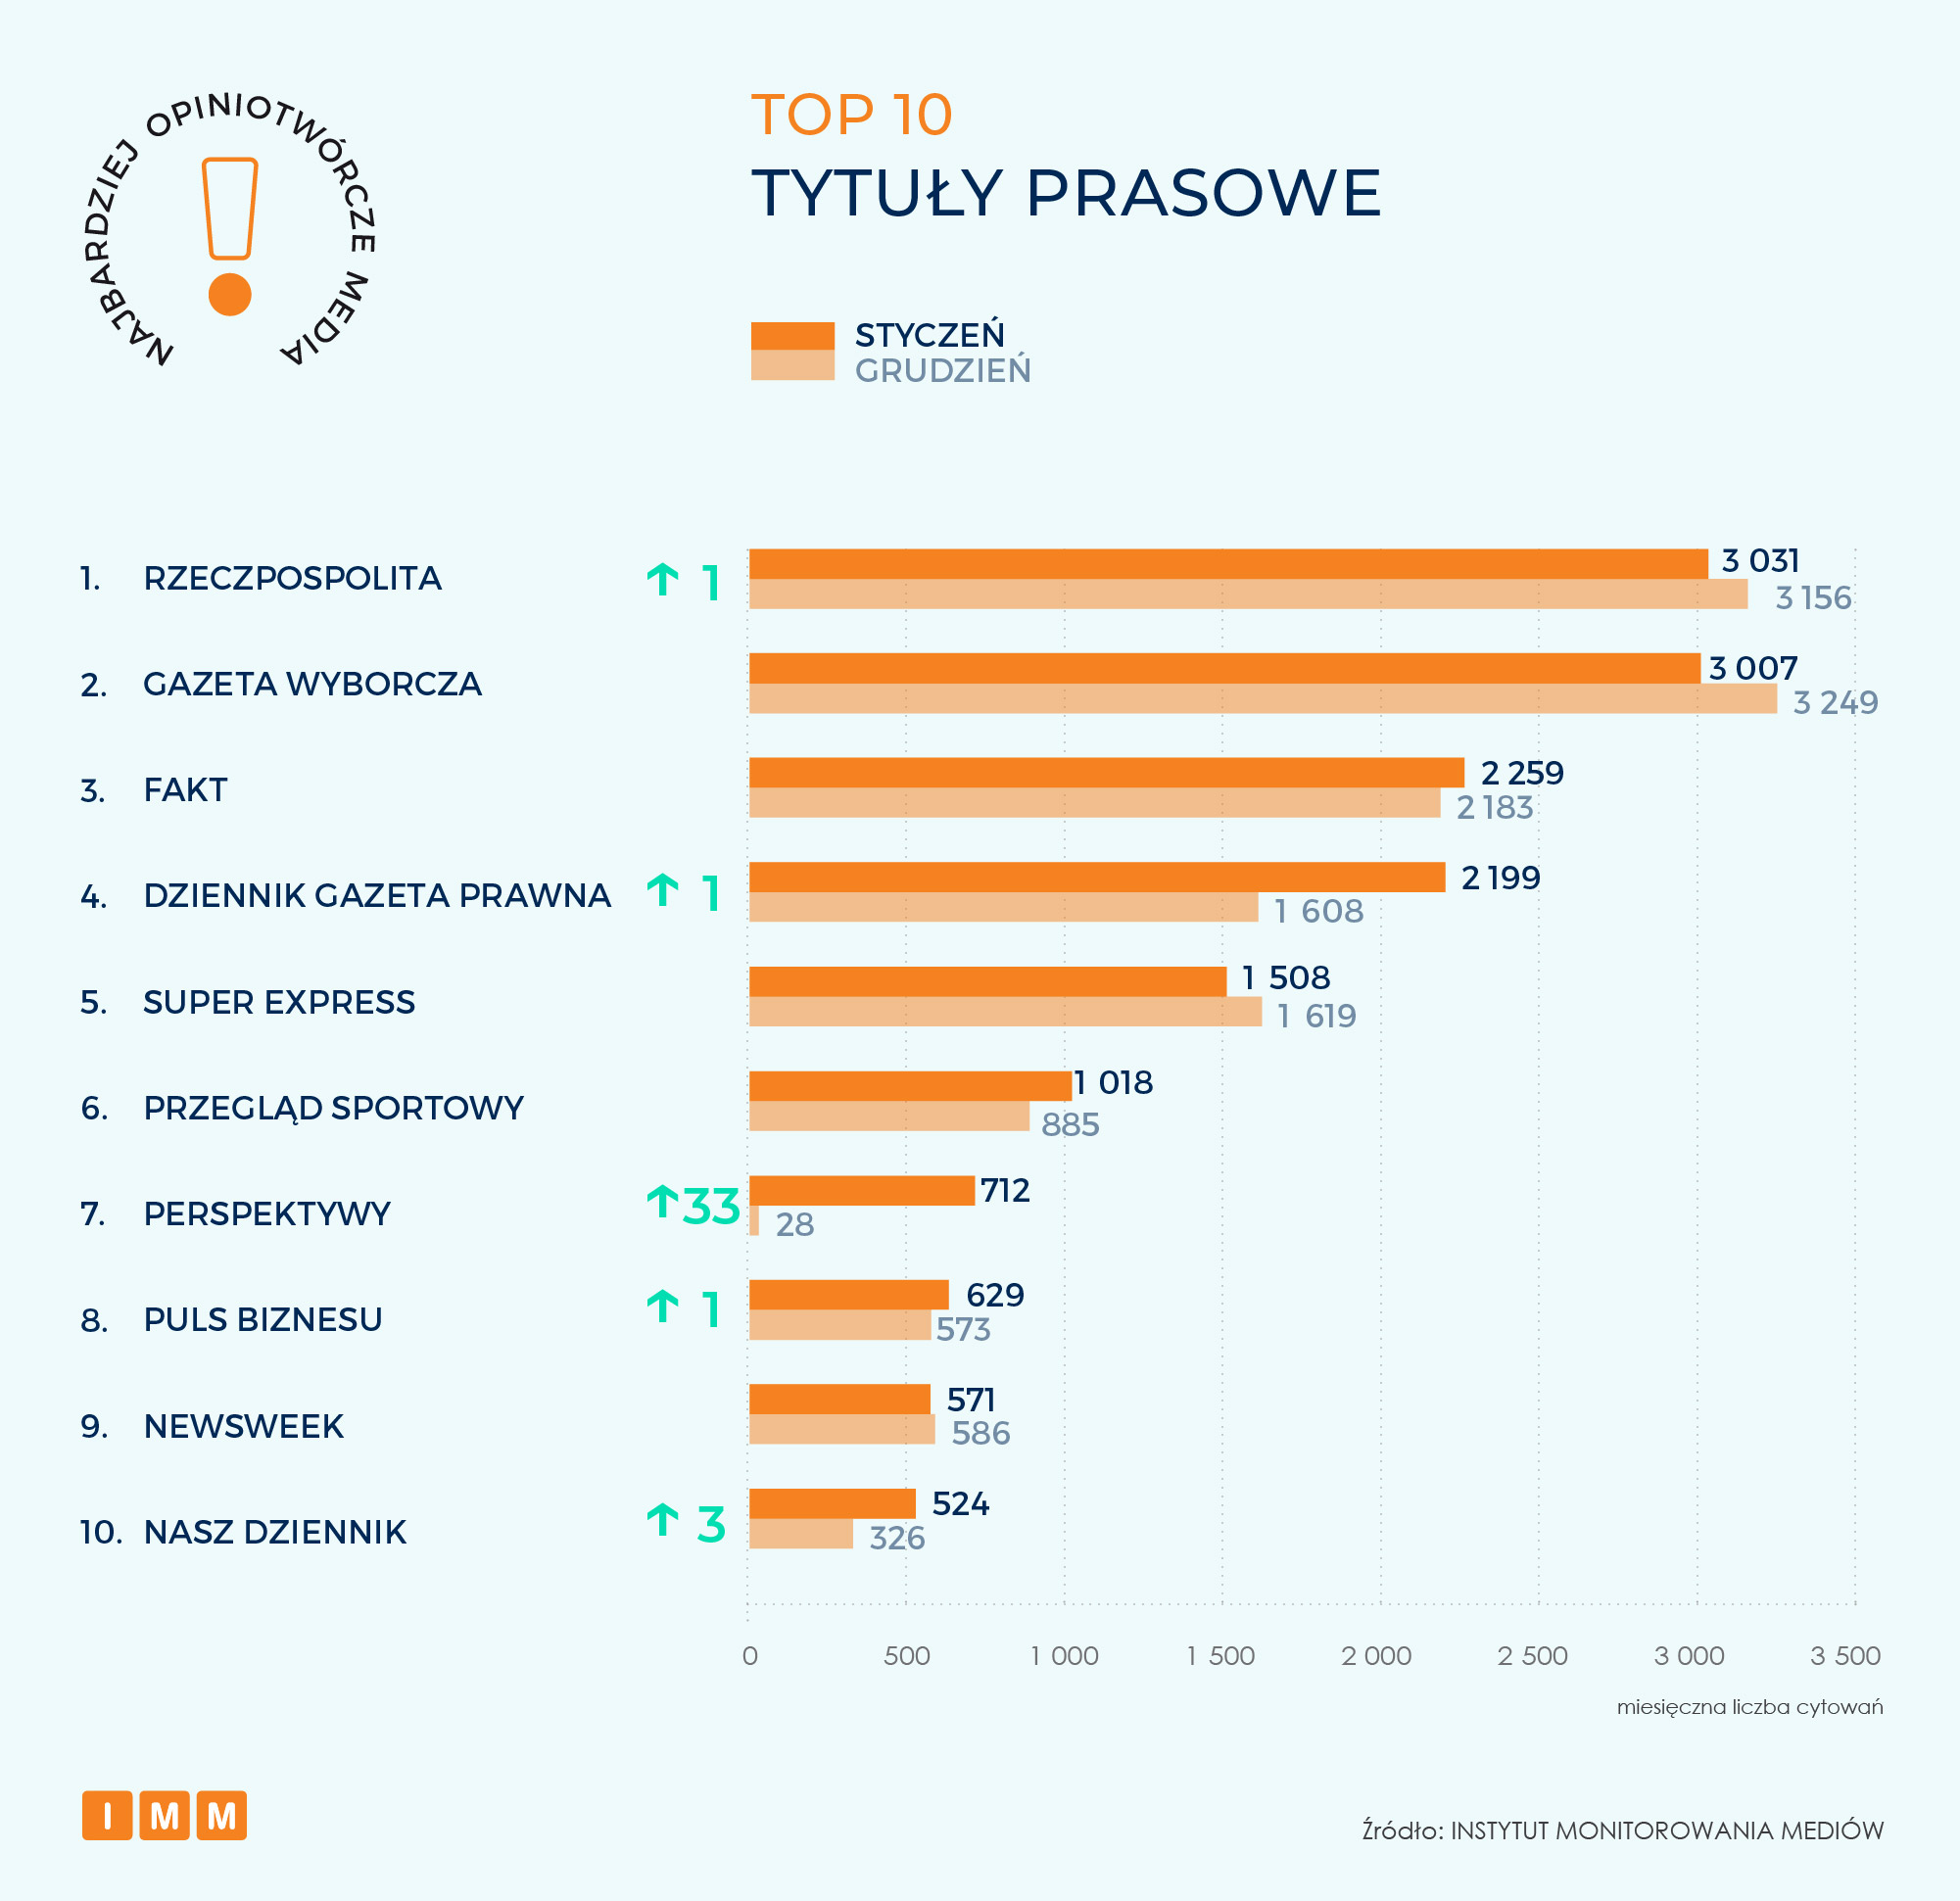 NAJBARDZIEJ OPINIOTWÓRCZE MEDIA
TOP 10
TYTUŁY PRASOWE
STYCZEŃ
GRUDZIEŃ
1. RZECZPOSPOLITA ↑ 1 3 031
3 156
2. GAZETA WYBORCZA 3 007
3 249
3. FAKT 2 259
2 183
4. DZIENNIK GAZETA PRAWNA ↑ 1 2 199
1 608
5. SUPER EXPRESS 1 508
1 619
6. PRZEGLĄD SPORTOWY 1 018
885
7. PERSPEKTYWY ↑33 712
28
8. PULS BIZNESU ↑ 1 629
573
9. NEWSWEEK 571
586
10. NASZ DZIENNIK ↑ 3 524
326
0 500 1 000 1 500 2 000 2 500 3 000 3 500
miesięczna liczba cytowań
IMM
Źródło: INSTYTUT MONITOROWANIA MEDIÓW